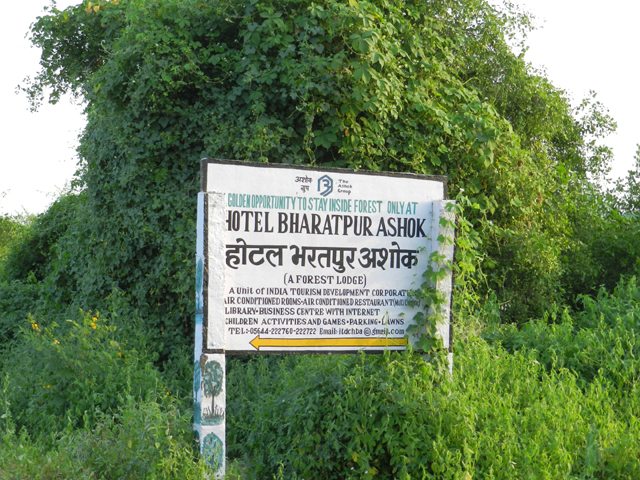 अशोक ग्रुप The Ashok Group
GOLDEN OPPORTUNITY TO STAY INSIDE FOREST ONLY AT
HOTEL BHARATPUR ASHOK
होटल भरतपुर अशोक
(A FOREST LODGE)
A Unit of INDIA TOURISM DEVELOPMENT CORPORATION
AIR CONDITIONED ROOMS-AIR CONDITIONED RESTAURANT
LIBRARY-BUSINESS CENTRE WITH INTERNET
CHILDREN ACTIVITIES AND GAMES-PARKING-LAWNS
TEL:-05644-222760-222722 Email:itdchba@